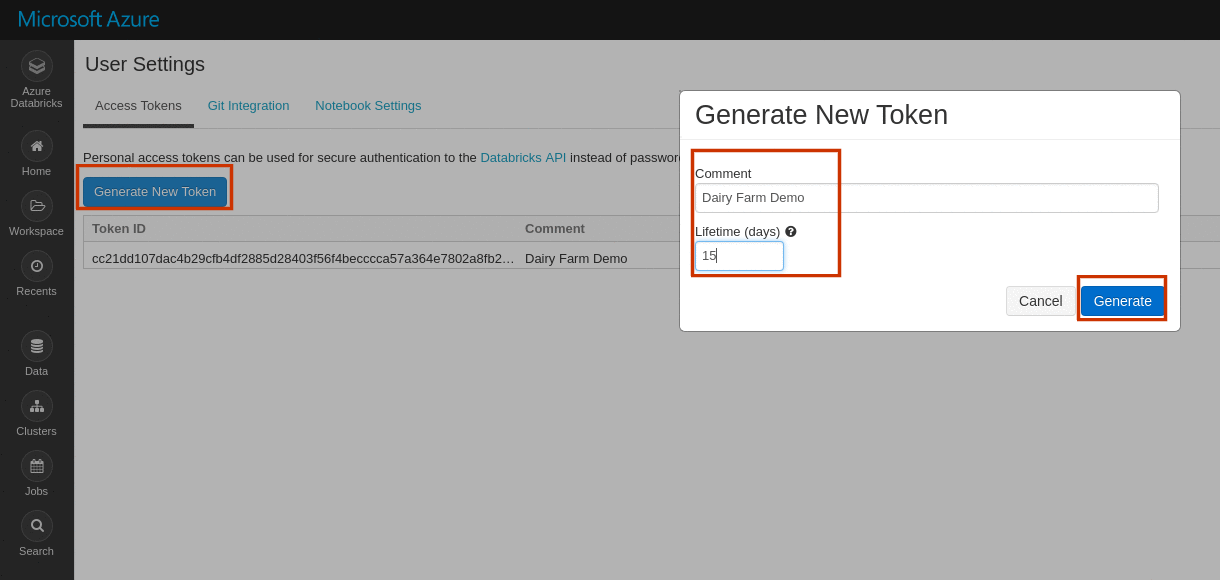 Microsoft Azure
Azure
Databricks
Home
Workspace
Recents
Data
Clusters
Jobs
Search
User Settings
Access Tokens Git Integration Notebook Settings
Personal access tokens can be used for secure authentication to the Databricks API instead of
Generate New Token
Token ID Comment
cc21dd107dac4b29cfb4df2885d28403f56f4becccca57a364e7802a8fb2… Dairy Farm Demo
Generate New Token
Comment
Dairy Farm Demo
Lifetime (days) ?
15
Cancel Generate